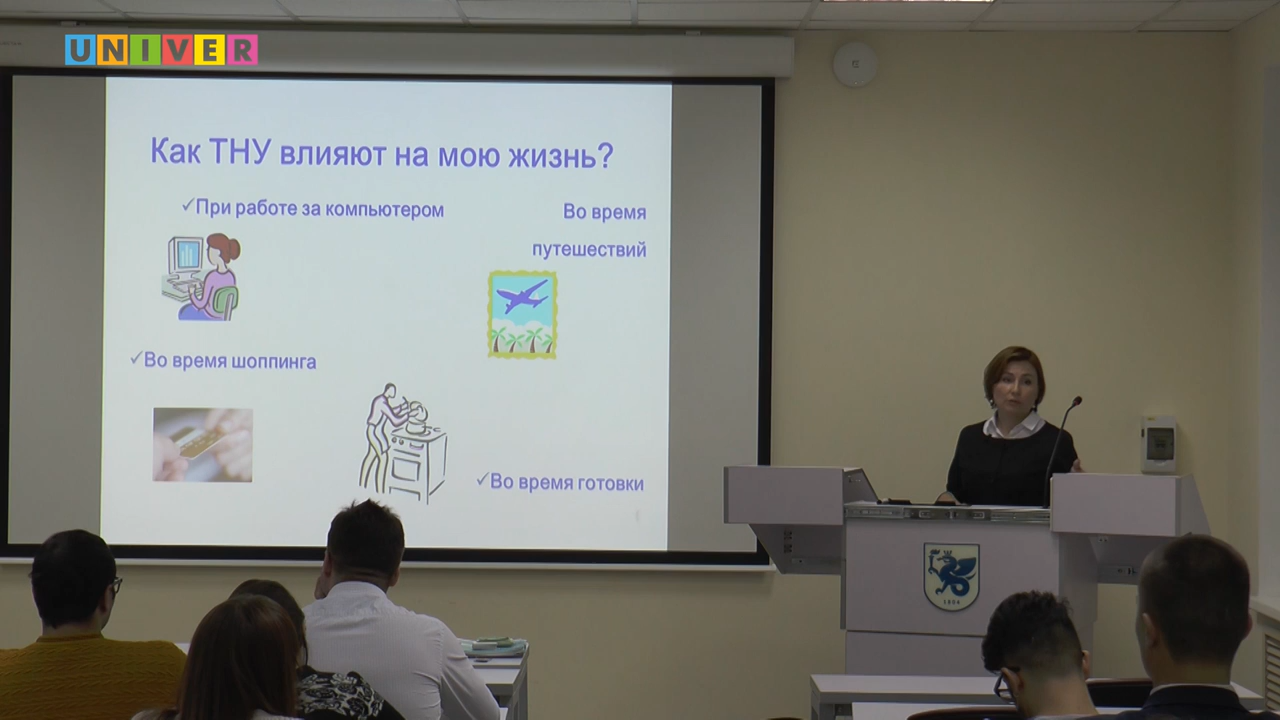 UNIVER
Как ТНУ влияют на мою жизнь?
✓При работе за компьютером
Во время
путешествий
✓Во время шоппинга
✓Во время готовки
1804